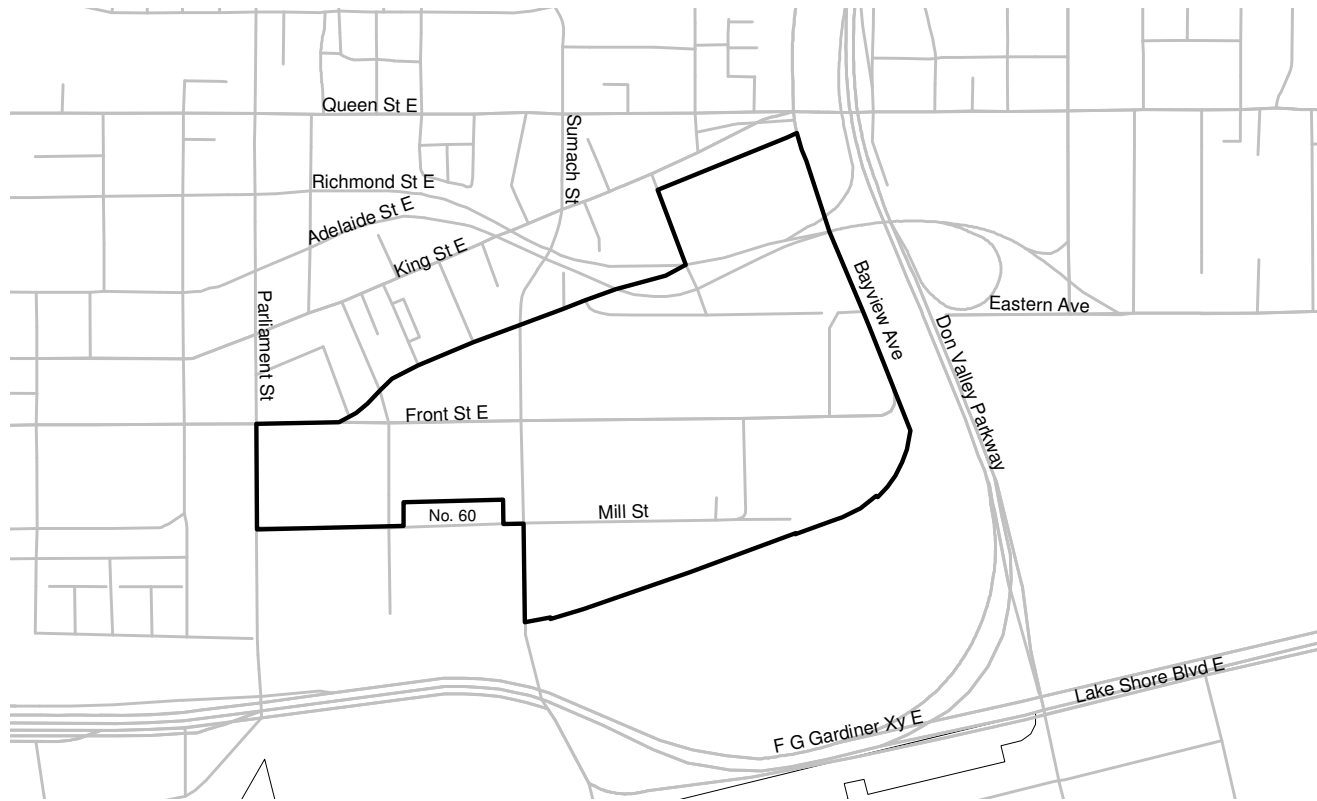 Queen St E
Sumach St
Richmond St E
Adelaide St E
King St E
Parliament St
Bayview Ave
Eastern Ave
Don Valley Parkway
Front St E
No. 60
Mill St
Lake Shore Blvd E
F G Gardiner Xy E